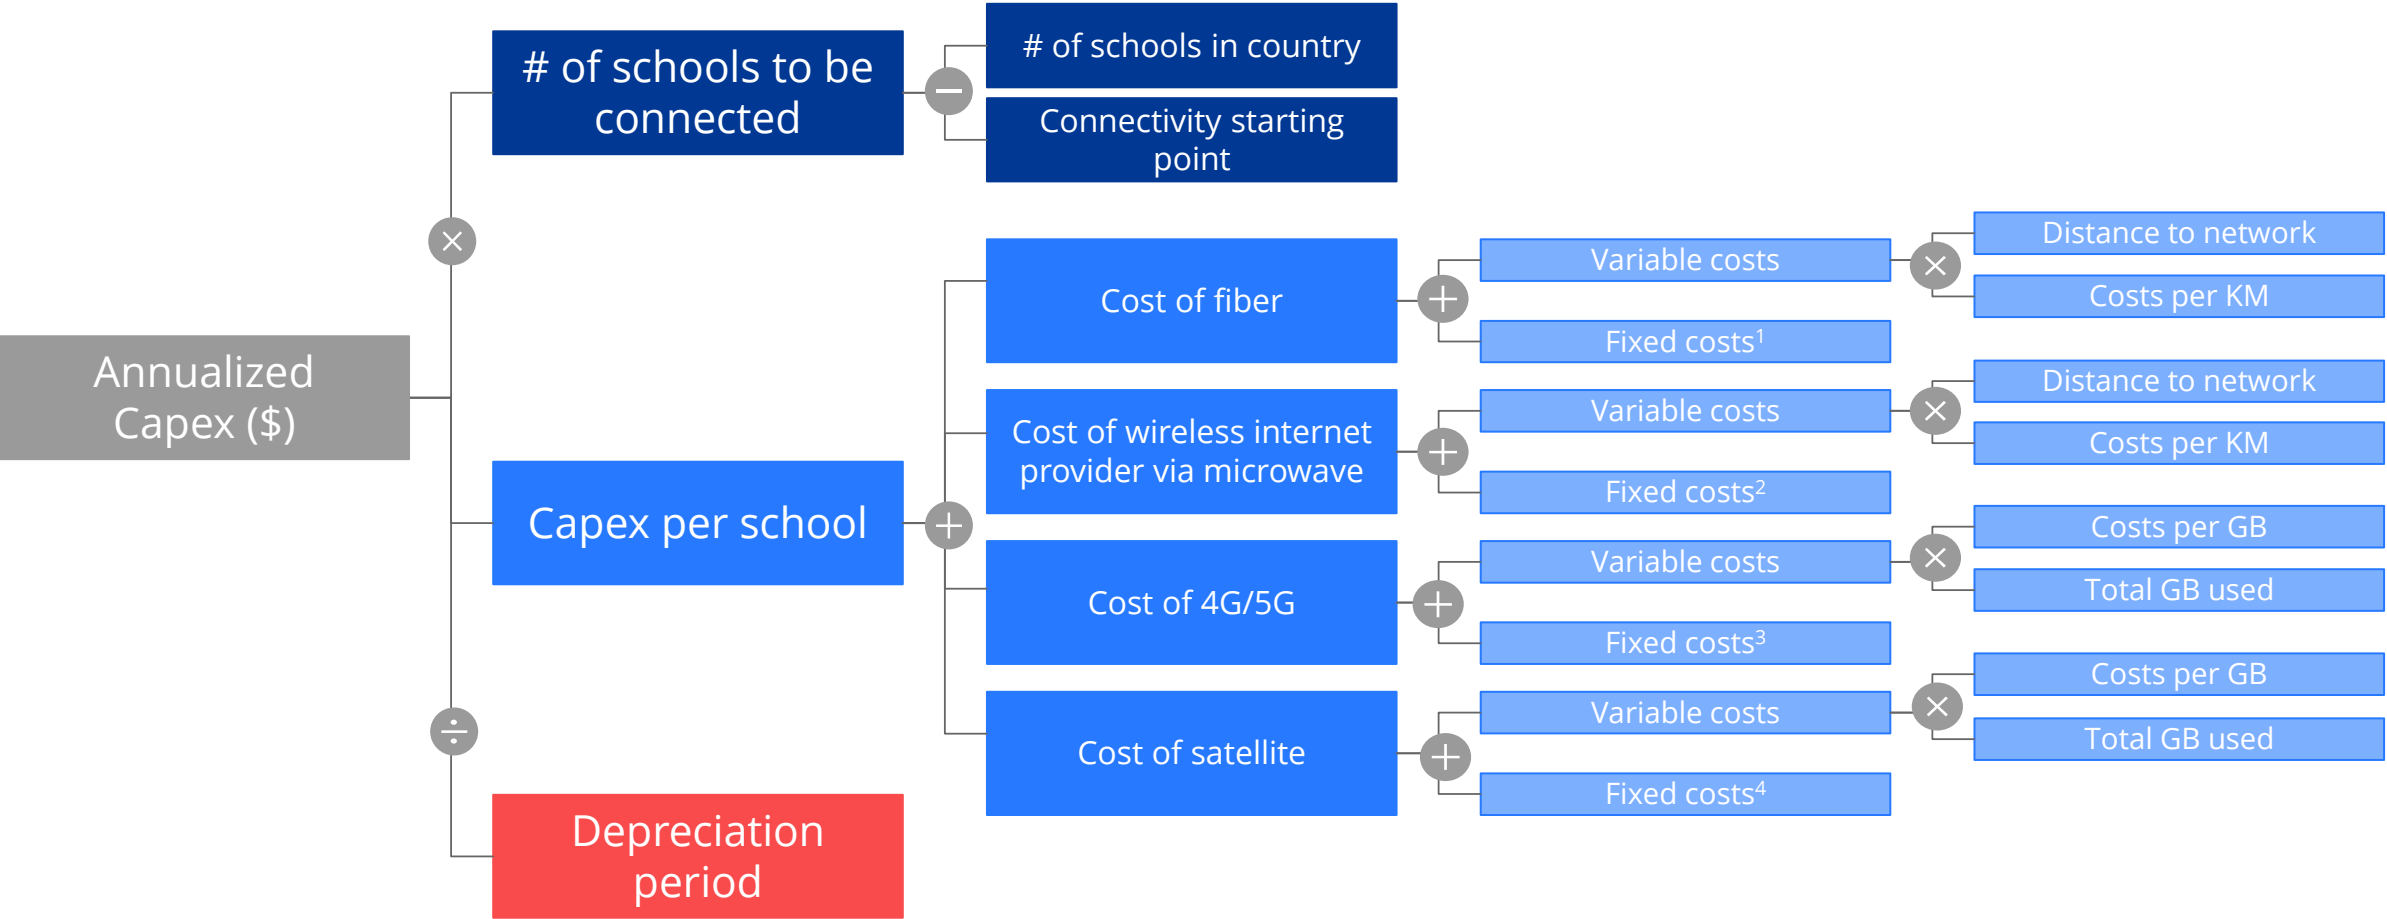 # of schools to be
connected
# of schools in country
Connectivity starting
point
Annualized
Capex ($)
Capex per school
Cost of fiber
Variable costs
Distance to network
Costs per KM
Fixed costs¹
Cost of wireless internet
provider via microwave
Variable costs
Distance to network
Costs per KM
Fixed costs²
Cost of 4G/5G
Variable costs
Costs per GB
Total GB used
Fixed costs³
Cost of satellite
Variable costs
Costs per GB
Total GB used
Fixed costs⁴
Depreciation
period